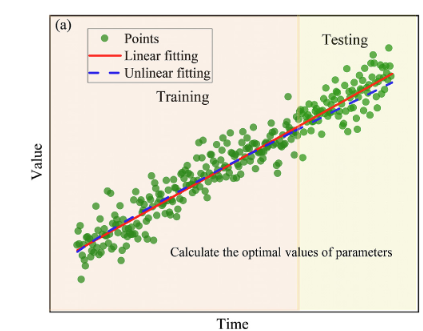 (a)
Points
Linear fitting
Unlinear fitting
Testing
Training
Value
Calculate the optimal values of parameters
Time